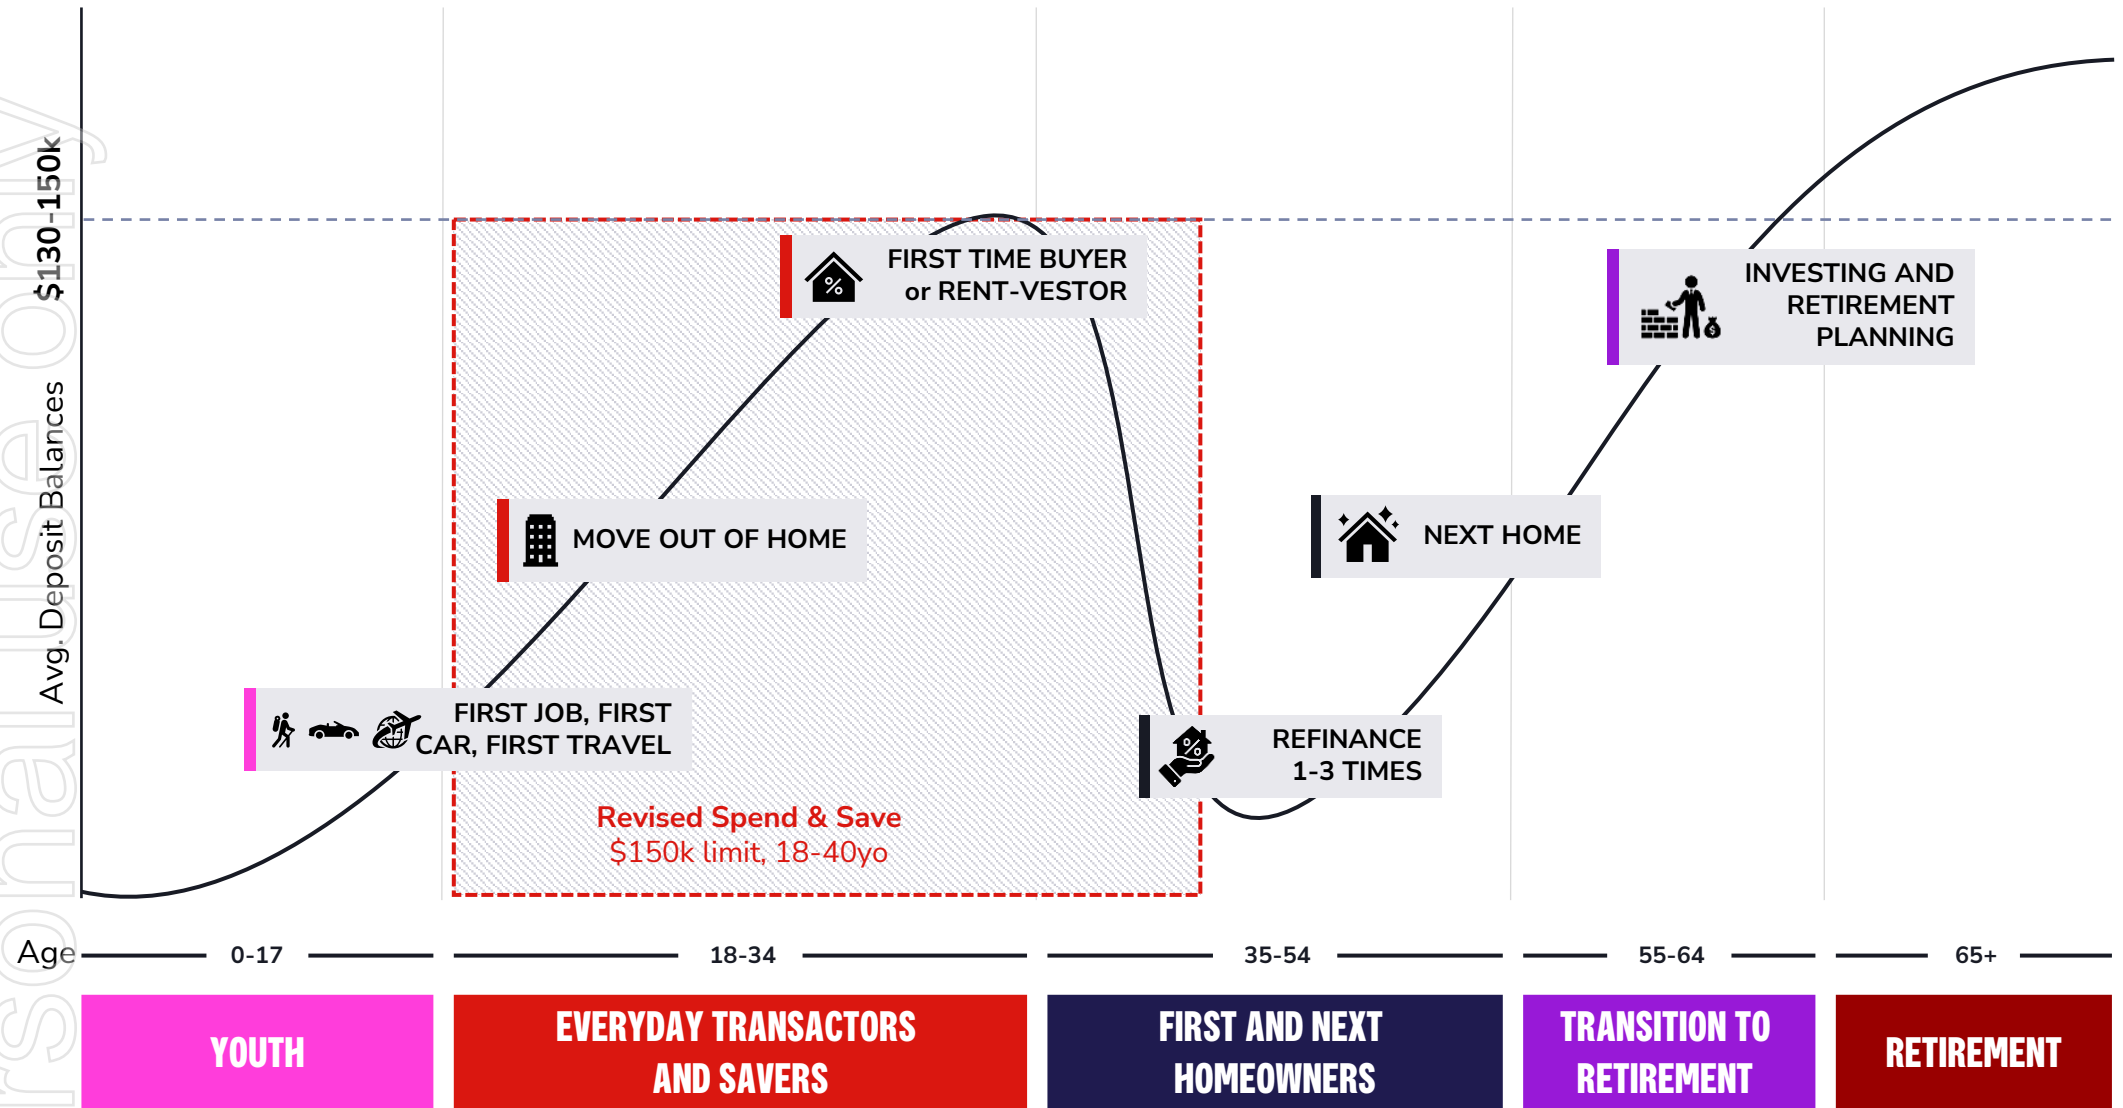 $130-150k
Avg. Deposit Balances
FIRST TIME BUYER
or RENT-VESTOR
INVESTING AND
RETIREMENT
PLANNING
MOVE OUT OF HOME
NEXT HOME
FIRST JOB, FIRST
CAR, FIRST TRAVEL
REFINANCE
1-3 TIMES
Revised Spend & Save
$150k limit, 18-40yo
Age
0-17
18-34
35-54
55-64
65+
YOUTH
EVERYDAY TRANSACTORS
AND SAVERS
FIRST AND NEXT
HOMEOWNERS
TRANSITION TO
RETIREMENT
RETIREMENT
rsonal use only